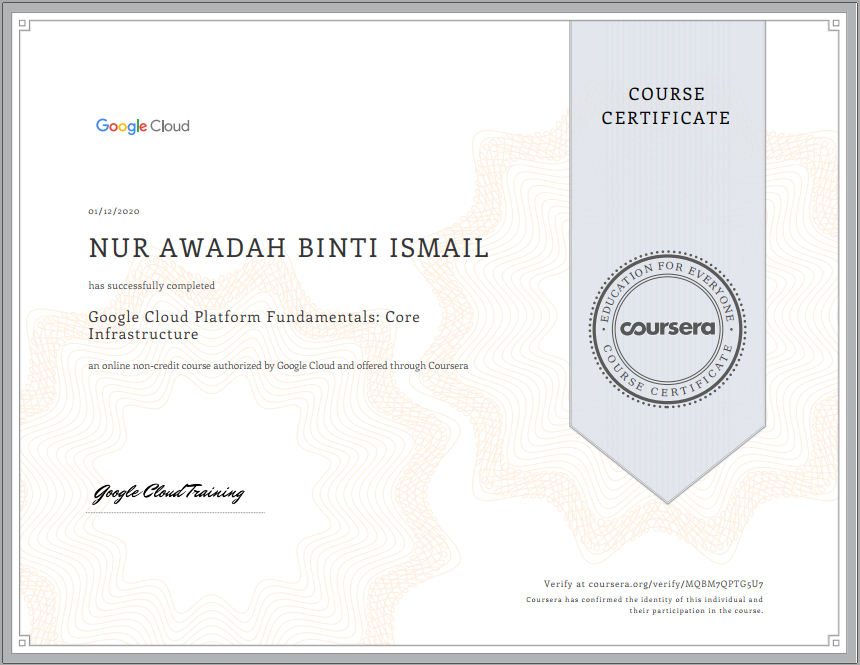 Google Cloud
COURSE
CERTIFICATE
01/12/2020
NUR AWADAH BINTI ISMAIL
has successfully completed
Google Cloud Platform Fundamentals: Core
Infrastructure
an online non-credit course authorized by Google Cloud and offered through Coursera
EDUCATION FOR EVERYONE
coursera
COURSE CERTIFICATE
Google Cloud Training
Verify at coursera.org/verify/MQBM7QPTG5U7
Coursera has confirmed the identity of this individual and
their participation in the course.